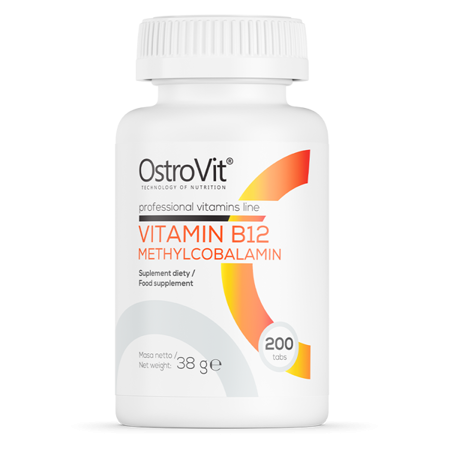 OstroVit®
TECHNOLOGY OF NUTRITION
professional vitamins line
VITAMIN B12
METHYLCOBALAMIN
Suplement diety /
Food supplement
200
tabs
Masa netto /
Net weight: 38 g ℮